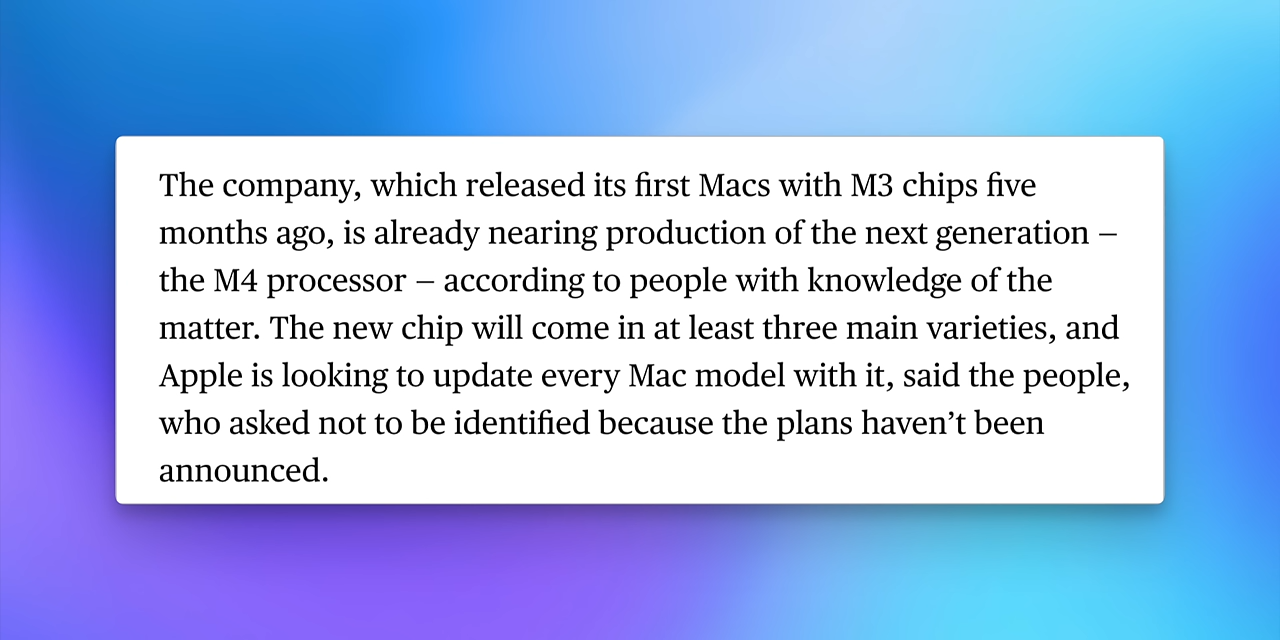 The company, which released its first Macs with M3 chips five
months ago, is already nearing production of the next generation –
the M4 processor – according to people with knowledge of the
matter. The new chip will come in at least three main varieties, and
Apple is looking to update every Mac model with it, said the people,
who asked not to be identified because the plans haven’t been
announced.